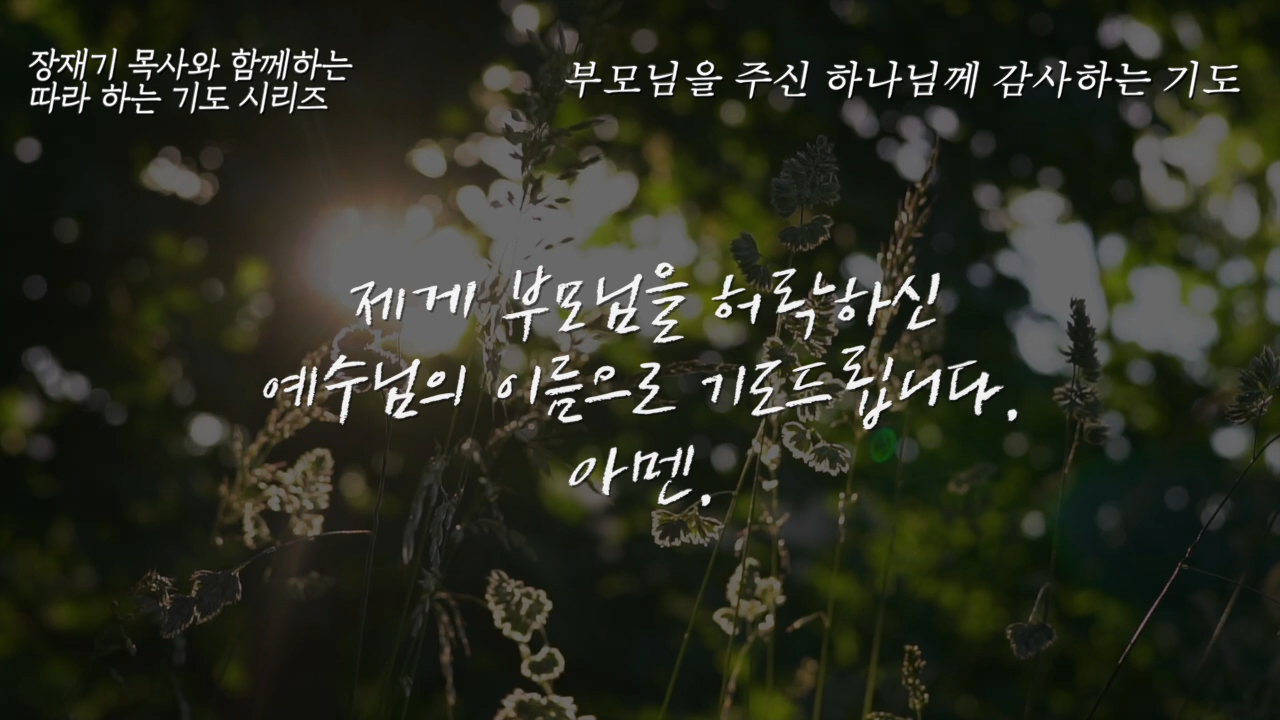 장재기 목사와 함께하는
따라 하는 기도 시리즈
부모님을 주신 하나님께 감사하는 기도
제게 부모님을 허락하신
예수님의 이름으로 기로드립니다.
아멘.